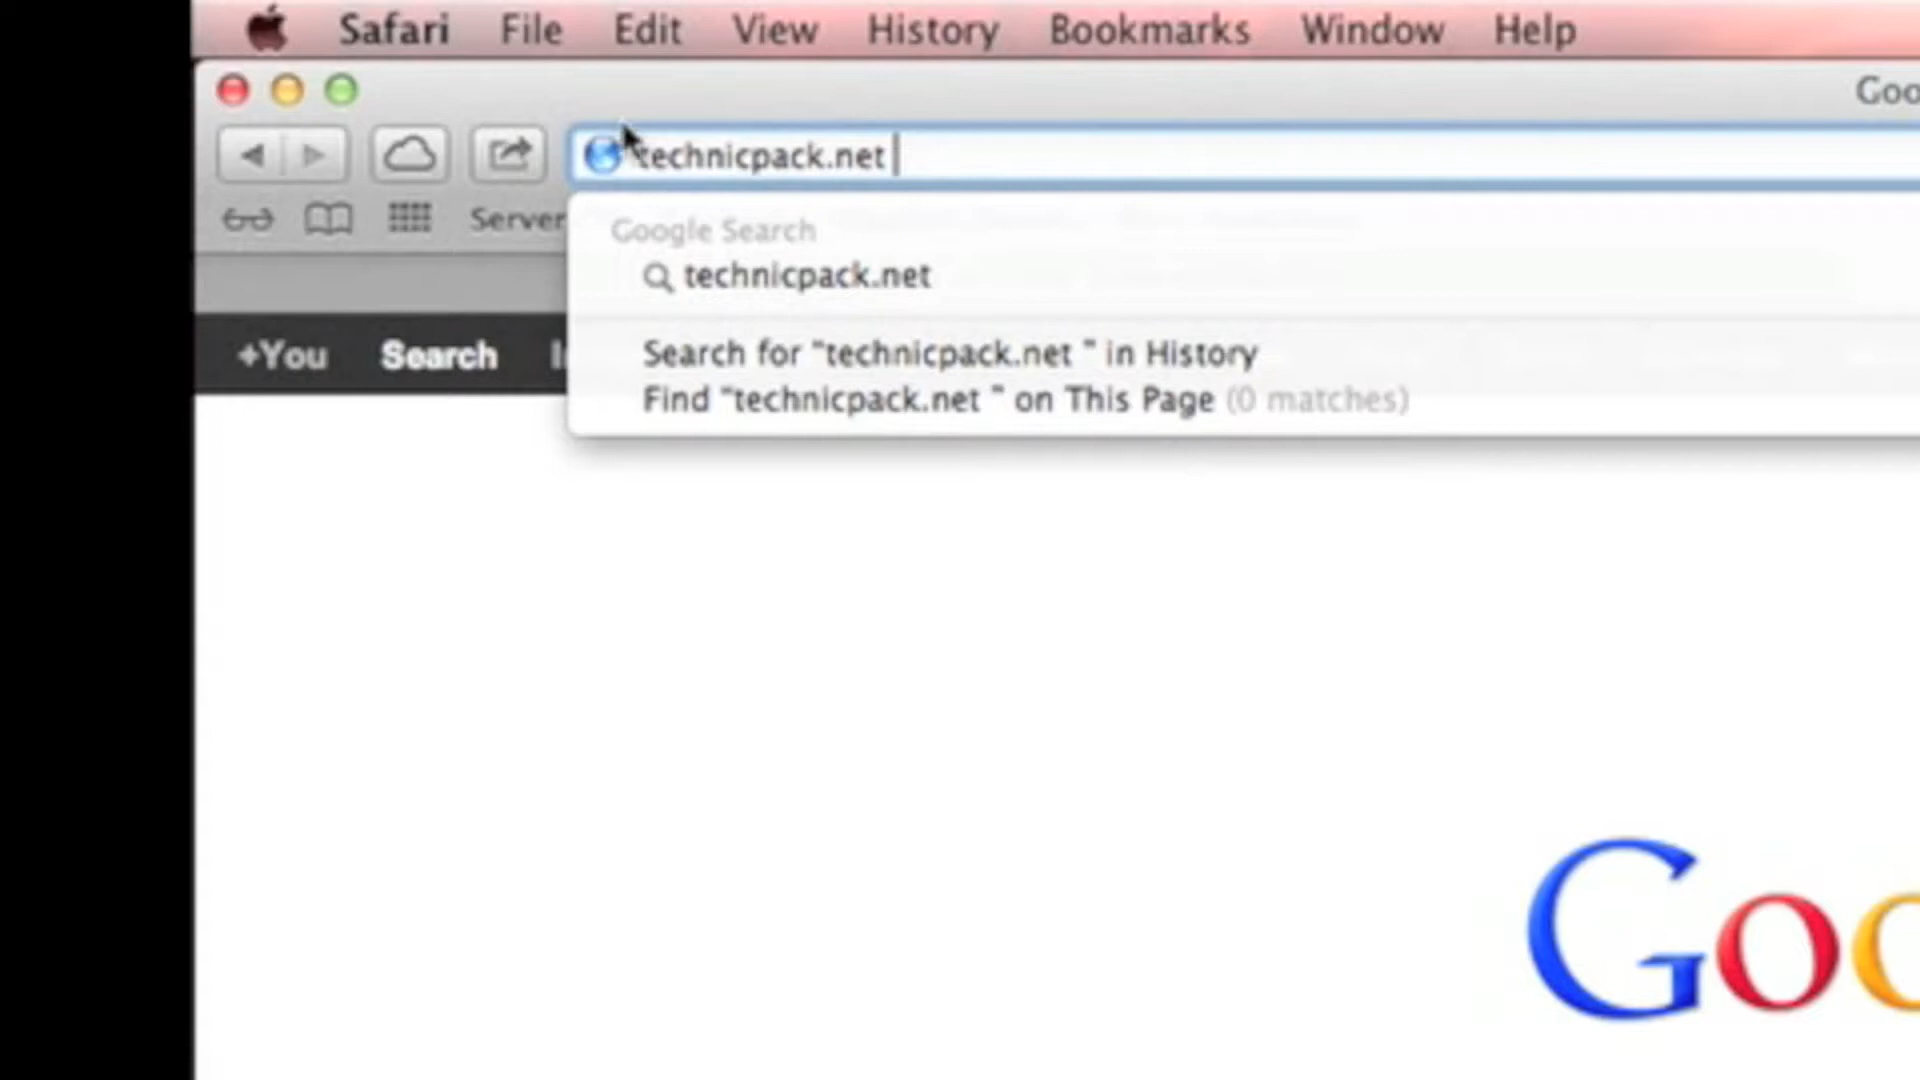 Safari File Edit View History Bookmarks Window Help
Goo
technicpack.net
Server
Google Search
technicpack.net
+You Search
Search for "technicpack.net " in History
Find "technicpack.net " on This Page (0 matches)
Goo